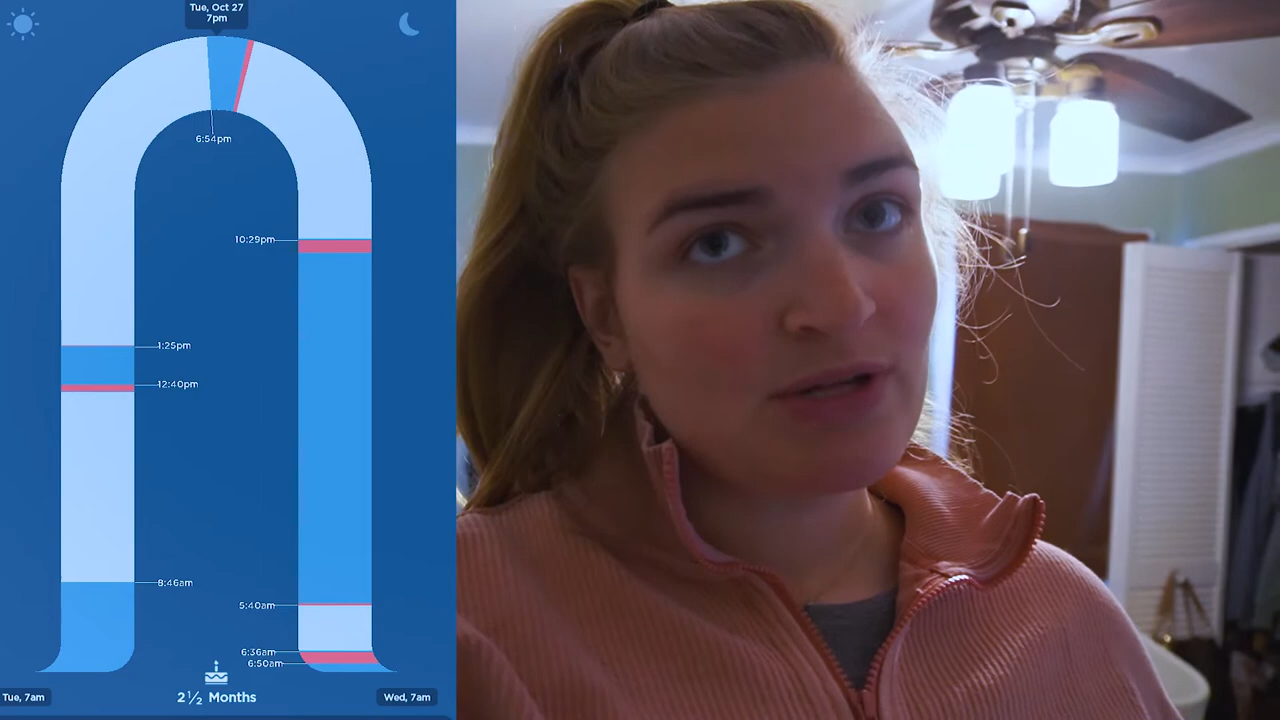 Tue, Oct 27
7pm
6:54pm
10:29pm
1:25pm
12:40pm
8:46am
5:40am
6:36am
6:50am
2½ Months
Tue, 7am
Wed, 7am